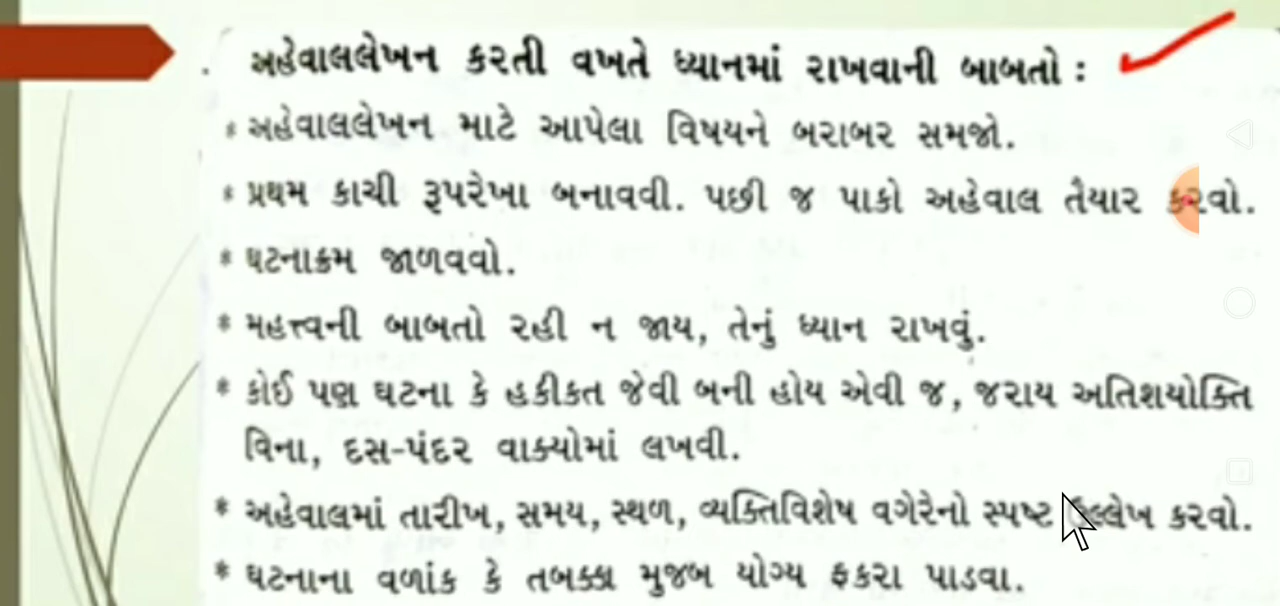 અહેવાલલેખન કરતી વખતે ધ્યાનમાં રાખવાની બાબતો :
* અહેવાલલેખન માટે આપેલા વિષયને બરાબર સમજો.
* પ્રથમ કાચી રૂપરેખા બનાવવી. પછી જ પાકો અહેવાલ તૈયાર કરવો.
* ઘટનાક્રમ જાળવવો.
* મહત્ત્વની બાબતો રહી ન જાય, તેનું ધ્યાન રાખવું.
* કોઈ પણ ઘટના કે હકીકત જેવી બની હોય એવી જ, જરાય અતિશયોક્તિ
વિના, દસ-પંદર વાક્યોમાં લખવી.
* અહેવાલમાં તારીખ, સમય, સ્થળ, વ્યક્તિવિશેષ વગેરેનો સ્પષ્ટ ઉલ્લેખ કરવો.
* ઘટનાના વળાંક કે તબક્કા મુજબ યોગ્ય ફકરા પાડવા.